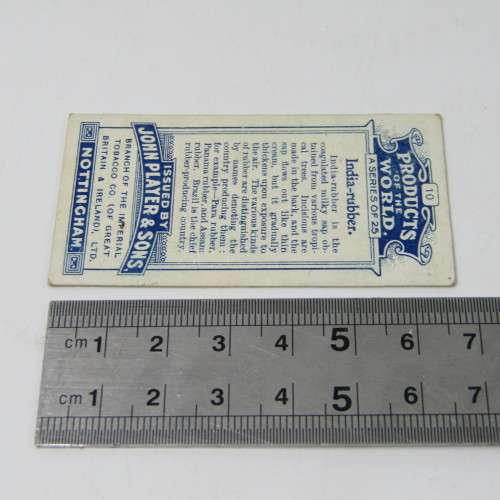 10
PRODUCTS
OF THE
WORLD.
A SERIES OF 25
India-rubber.
India-rubber is the
coagulated milky sap ob-
tained from various tropi-
cal trees. Incisions are
made in the trunk, and the
sap flows out like thin
cream, but it gradually
thickens upon exposure to
the air. The various kinds
of rubber are distinguished
by names denoting the
country producing them:
for example—Para rubber,
Panama rubber, and Assam
rubber. Brazil is the chief
rubber-producing country.
ISSUED BY
JOHN PLAYER & SONS
BRANCH OF THE IMPERIAL
TOBACCO CO (OF GREAT
BRITAIN & IRELAND), LTD.
NOTTINGHAM.
cm 1 2 3 4 5 6 7
cm 1 2 3 4 5 6 7